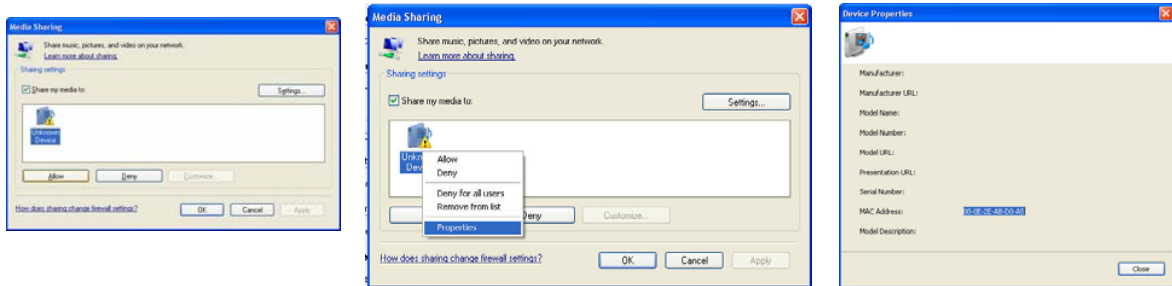 Media Sharing
Share music, pictures, and video on your network.
Learn more about sharing.
Sharing settings
Share my media to:
Settings...
Unknown
Device
Allow
Deny
Customize...
How does sharing change firewall settings?
OK
Cancel
Apply
Media Sharing
Share music, pictures, and video on your network.
Learn more about sharing.
Sharing settings
Share my media to:
Settings...
Allow
Deny
Deny for all users
Remove from list
Properties
Deny
Customize...
How does sharing change firewall settings?
OK
Cancel
Apply
Device Properties
Manufacturer:
Manufacturer URL:
Model Name:
Model Number:
Model URL:
Presentation URL:
Serial Number:
MAC Address: 00-0E-2E-A8-D0-A5
Model Description:
Close